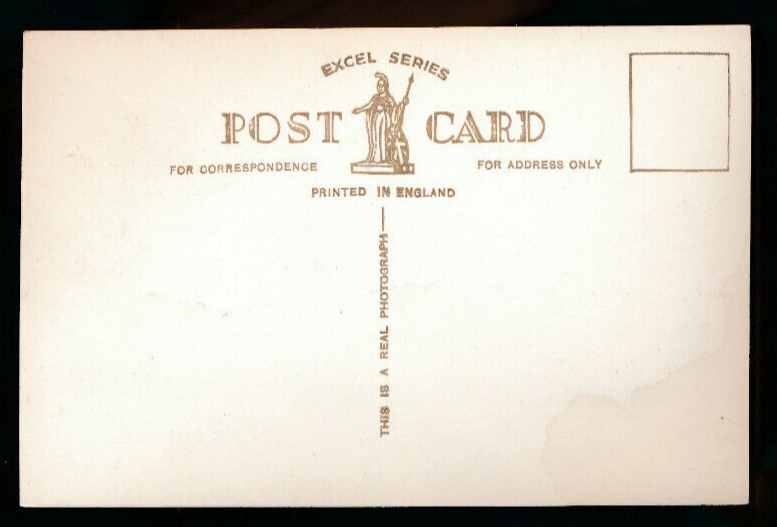 EXCEL SERIES
POST CARD
FOR CORRESPONDENCE
FOR ADDRESS ONLY
PRINTED IN ENGLAND
THIS IS A REAL PHOTOGRAPH